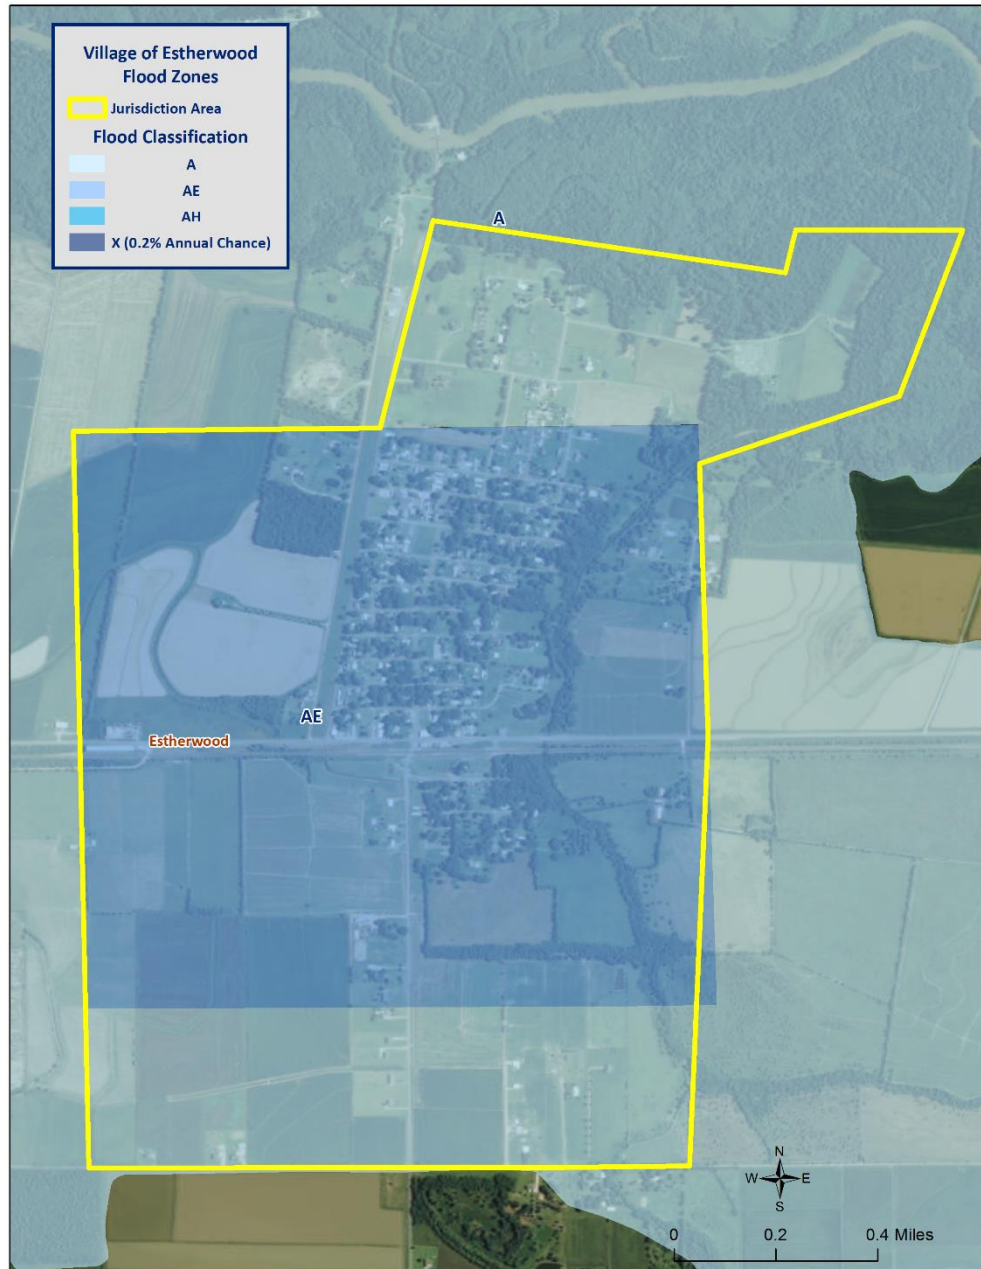 Village of Estherwood
Flood Zones
Jurisdiction Area
Flood Classification
A
AE
AH
X (0.2% Annual Chance)
A
AE
Estherwood
N
W E
S
0 0.2 0.4 Miles